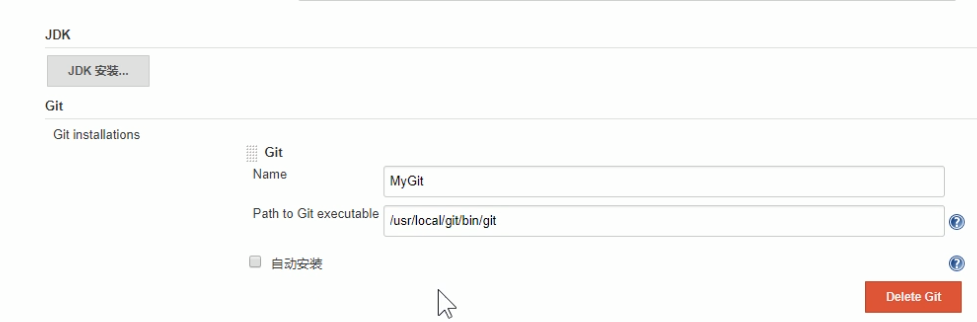 JDK
JDK 安装...
Git
Git installations
Git
Name
MyGit
Path to Git executable
/usr/local/git/bin/git
自动安装
Delete Git